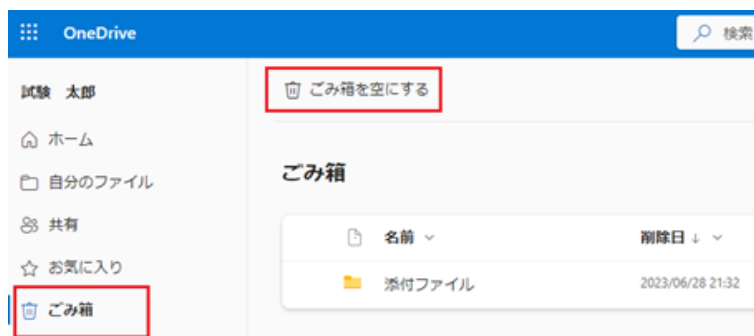 OneDrive
検索
試験 太郎
ごみ箱を空にする
ホーム
自分のファイル
共有
お気に入り
ごみ箱
ごみ箱
名前
削除日↓
添付ファイル
2023/06/28 21:32